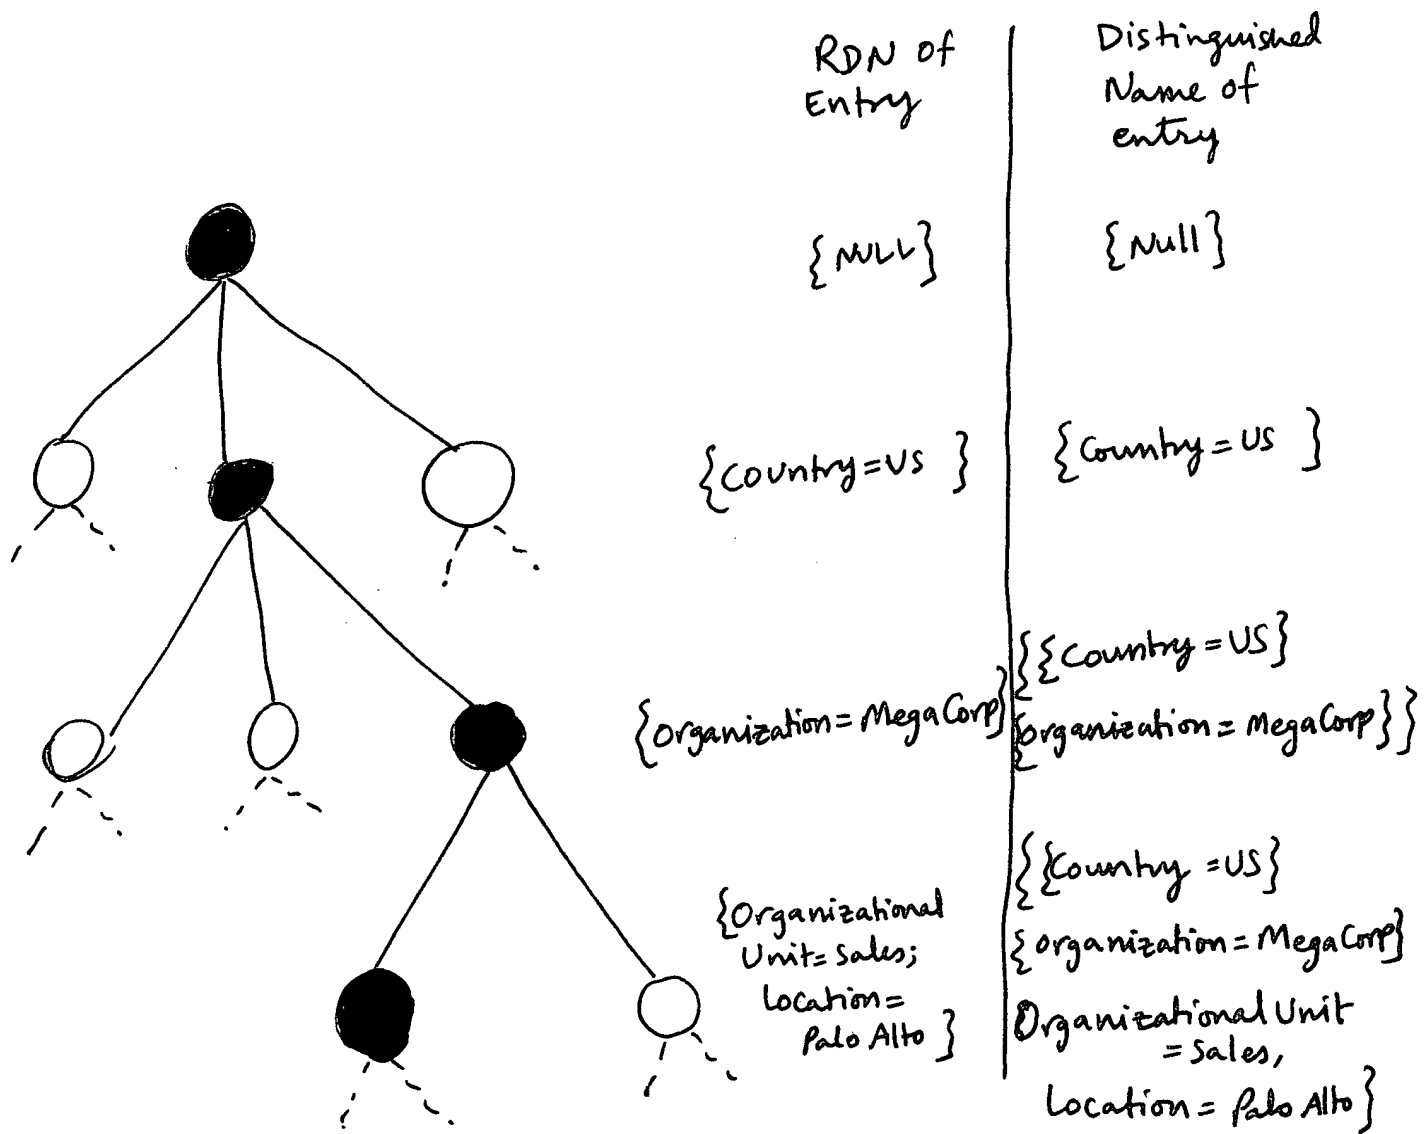 RDN of
Entry
Distinguished
Name of
entry
{NULL}
{Null}
{Country=US }
{Country=US }
{Organization=MegaCorp}
{{Country=US}
{Organization=MegaCorp}}
{Organizational
Unit=Sales;
Location=
Palo Alto }
{{Country =US}
{Organization=MegaCorp}
Organizational Unit
=Sales,
Location=Palo Alto}